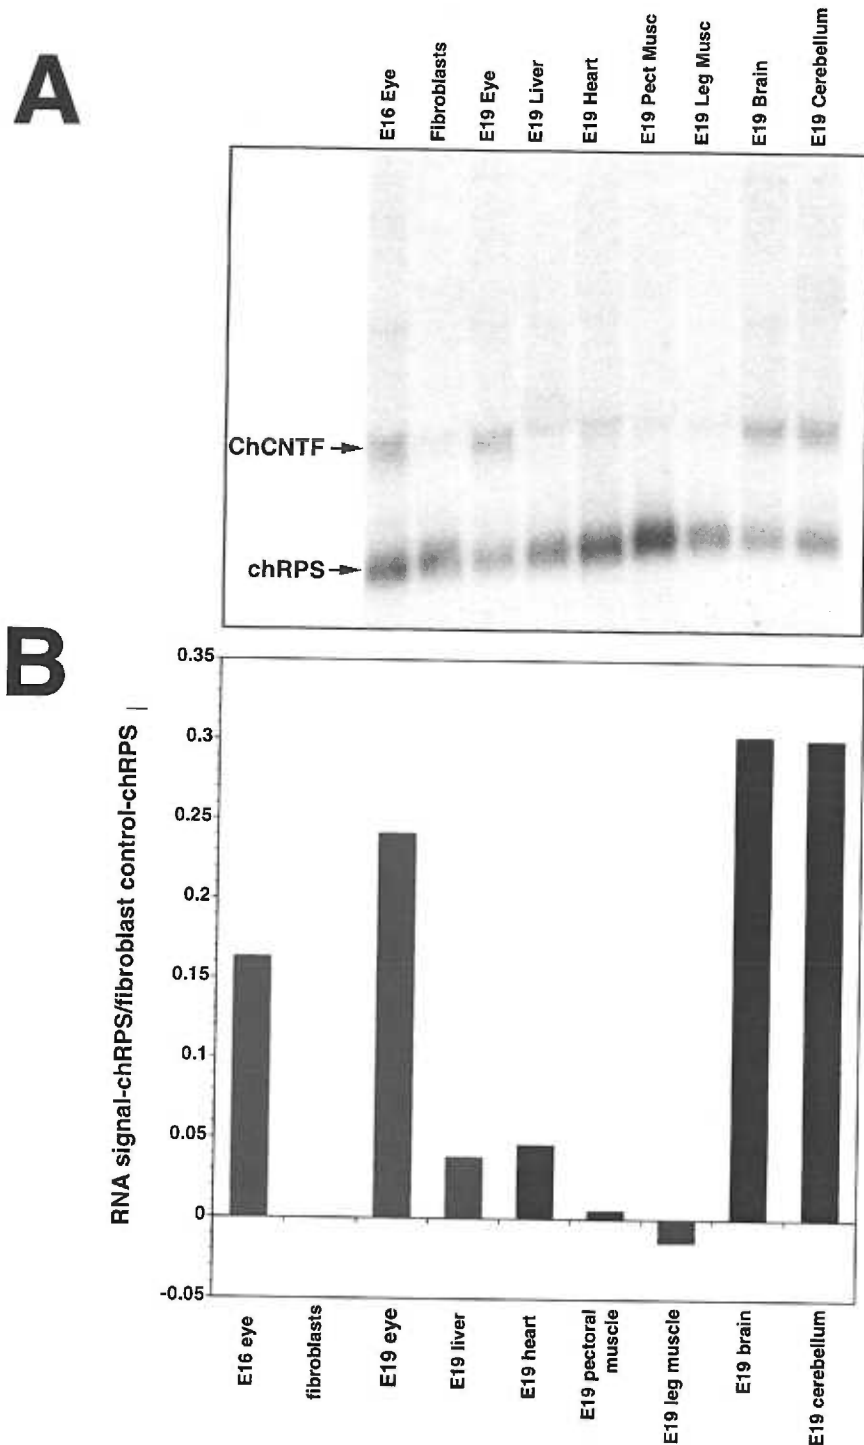 A
E16 Eye
Fibroblasts
E19 Eye
E19 Liver
E19 Heart
E19 Pect Musc
E19 Leg Musc
E19 Brain
E19 Cerebellum
ChCNTF
chRPS
B
RNA signal-chRPS/fibroblast control-chRPS
0.35
0.3
0.25
0.2
0.15
0.1
0.05
0
-0.05
E16 eye
fibroblasts
E19 eye
E19 liver
E19 heart
E19 pectoral
muscle
E19 leg muscle
E19 brain
E19 cerebellum